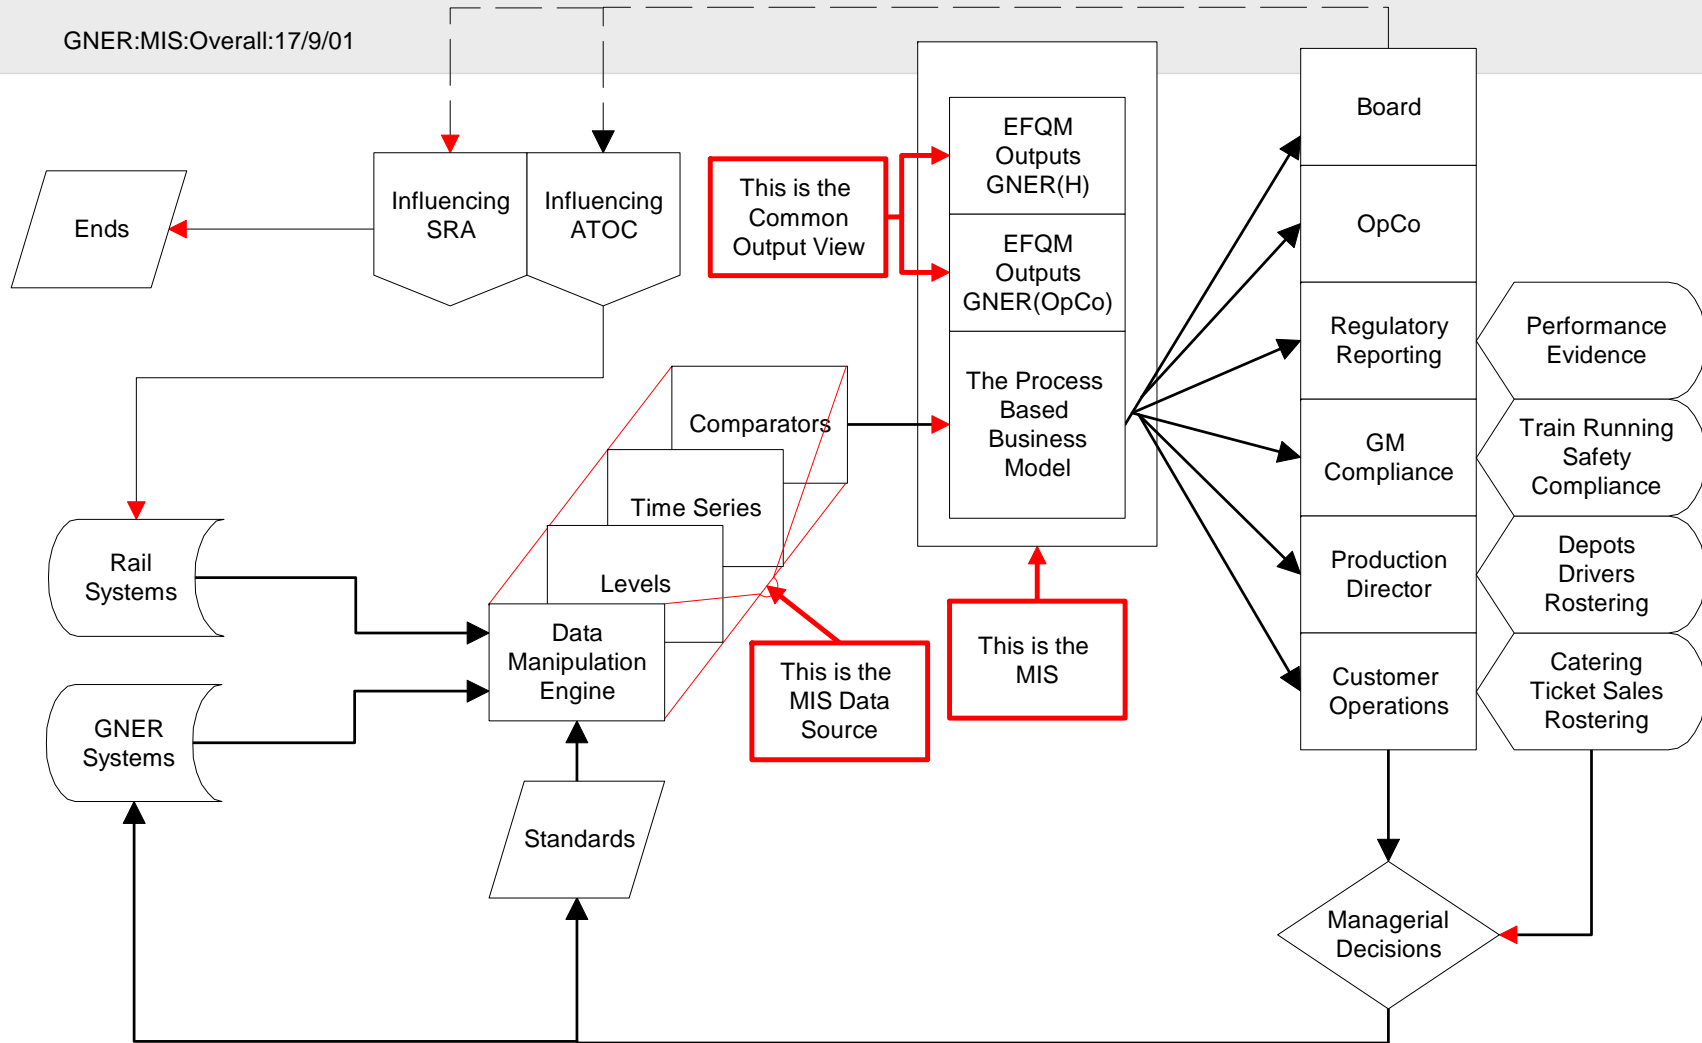 GNER:MIS:Overall:17/9/01
Ends
Influencing
SRA
Influencing
ATOC
This is the
Common
Output View
EFQM
Outputs
GNER(H)
EFQM
Outputs
GNER(OpCo)
The Process
Based
Business
Model
Board
OpCo
Regulatory
Reporting
GM
Compliance
Production
Director
Customer
Operations
Performance
Evidence
Train Running
Safety
Compliance
Depots
Drivers
Rostering
Catering
Ticket Sales
Rostering
Comparators
Time Series
Levels
Data
Manipulation
Engine
Rail
Systems
GNER
Systems
This is the
MIS Data
Source
This is the
MIS
Standards
Managerial
Decisions